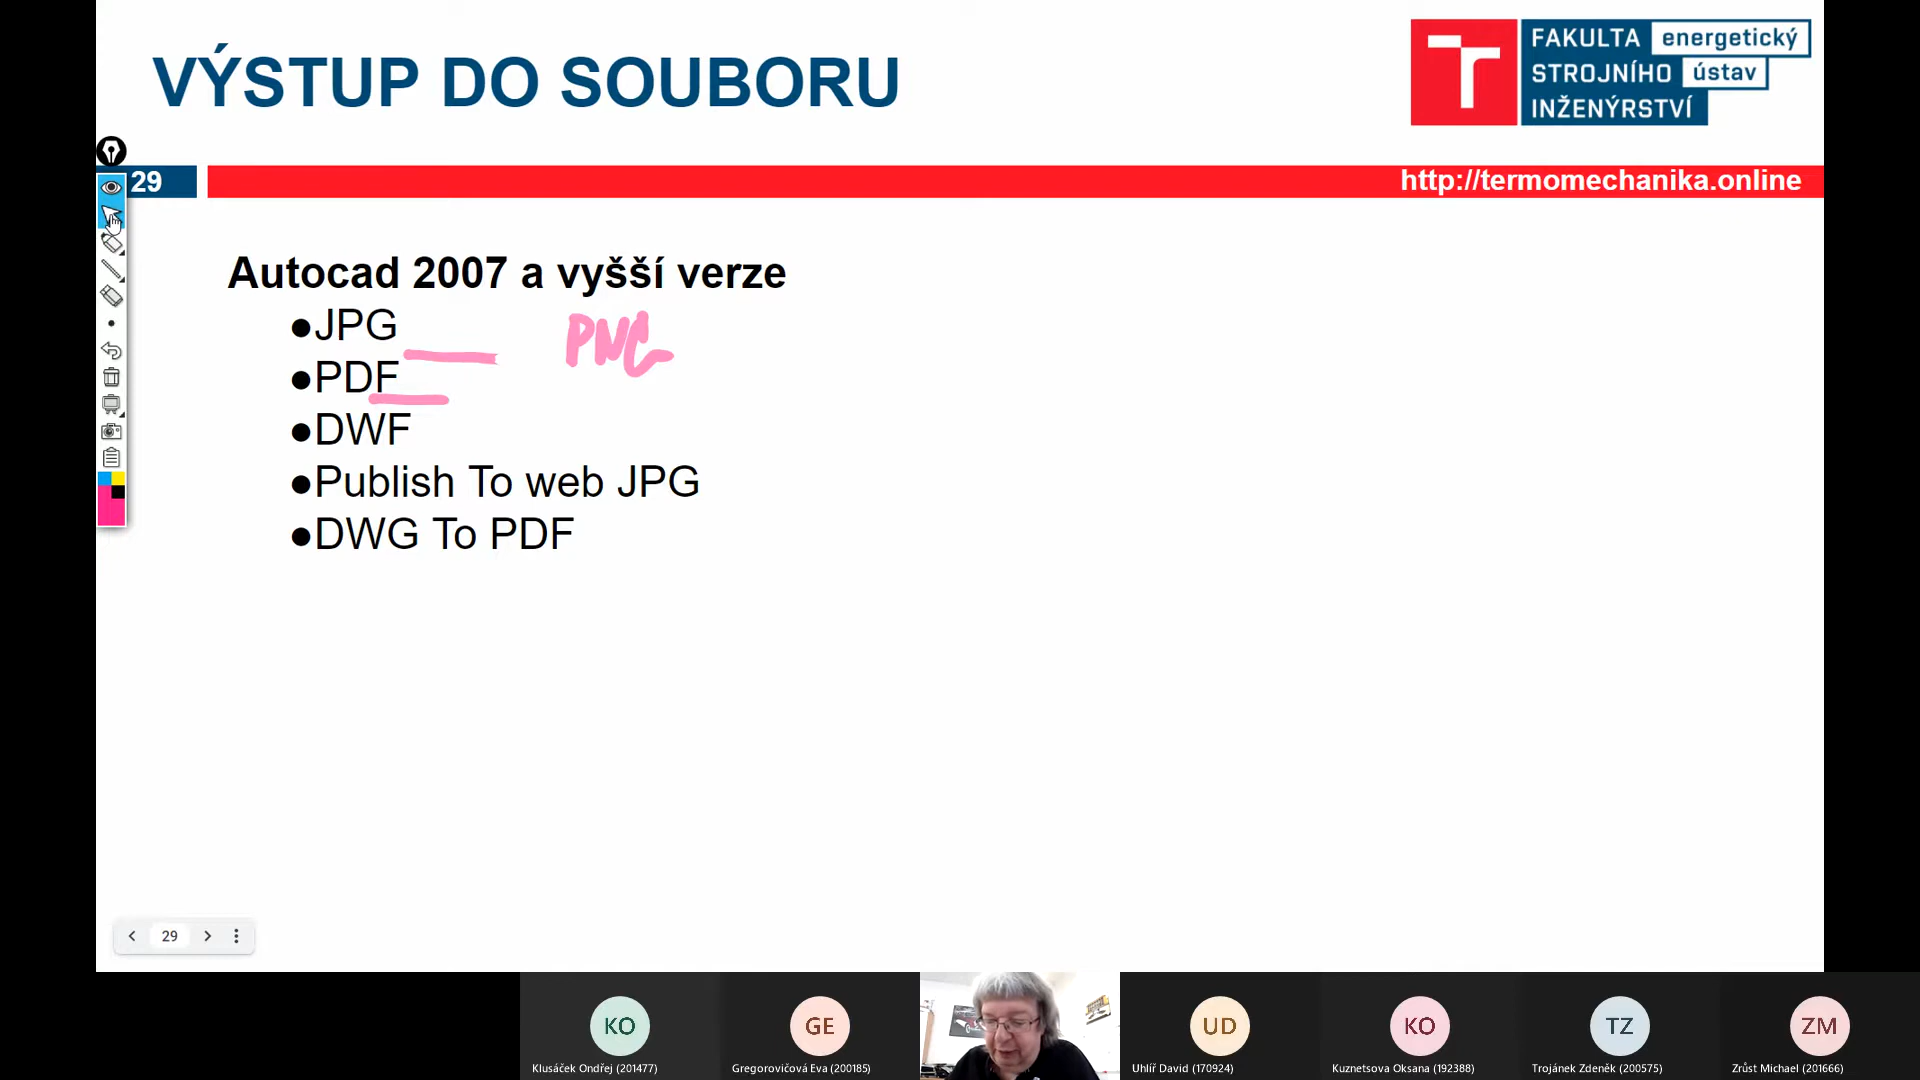 VÝSTUP DO SOUBORU
FAKULTA energetický
STROJNÍHO ústav
INŽENÝRSTVÍ
29
http://termomechanika.online
Autocad 2007 a vyšší verze
●JPG
PNG
●PDF
●DWF
●Publish To web JPG
●DWG To PDF
29
KO
GE
UD
KO
TZ
ZM
Klusáček Ondřej (201477)
Gregorovičová Eva (200185)
Uhlíř David (170924)
Kuznetsova Oksana (192388)
Trojánek Zdeněk (200575)
Zrůst Michael (201666)